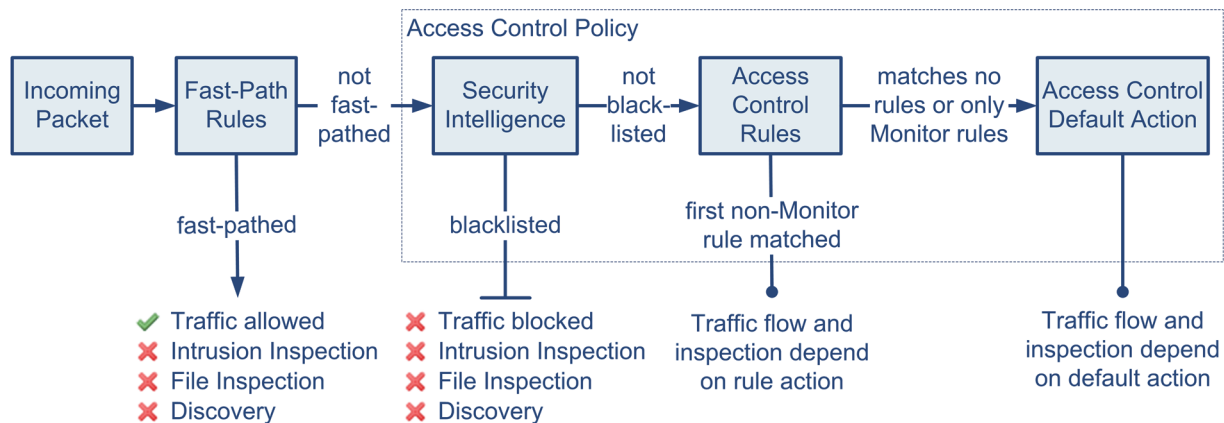 Access Control Policy
Incoming
Packet
Fast-Path
Rules
not
fast-
pathed
Security
Intelligence
not
black-
listed
Access
Control
Rules
matches no
rules or only
Monitor rules
Access Control
Default Action
fast-pathed
blacklisted
first non-Monitor
rule matched
Traffic allowed
Intrusion Inspection
File Inspection
Discovery
Traffic blocked
Intrusion Inspection
File Inspection
Discovery
Traffic flow and
inspection depend
on rule action
Traffic flow and
inspection depend
on default action